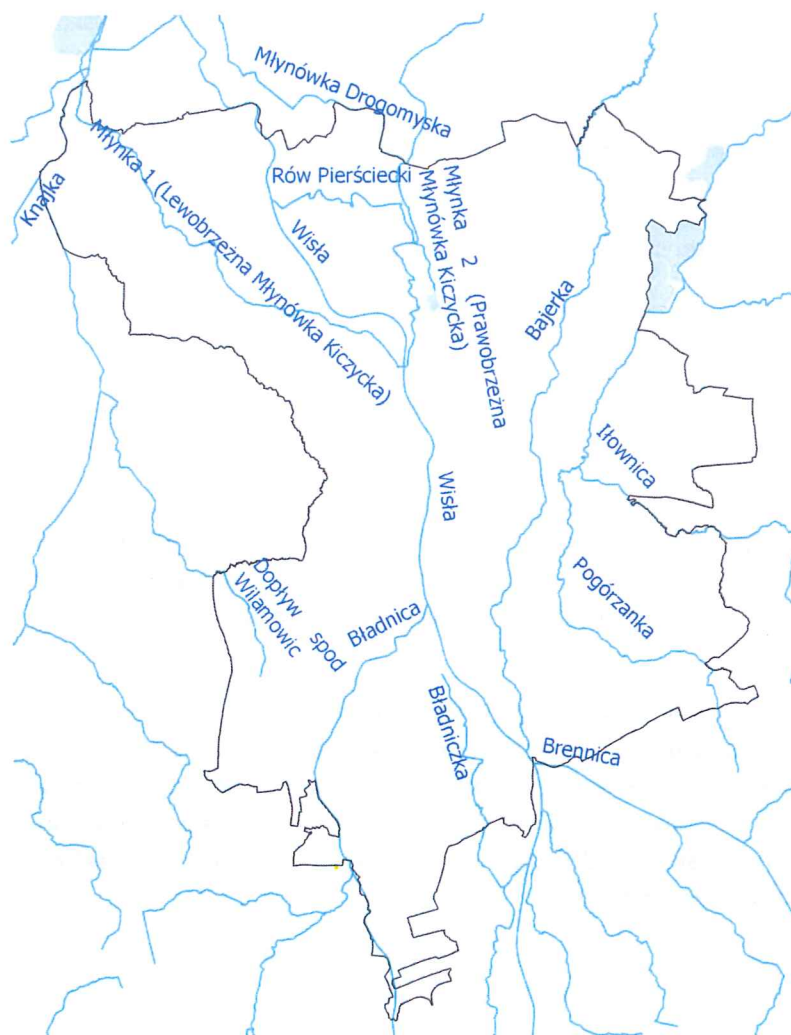 Młynówka Drogomyska
Młynka 1 (Lewobrzeżna Młynówka Kiczycka)
Knajka
Rów Pierściecki
Wisła
Młynka 2 (Prawobrzeżna
Młynówka Kiczycka)
Bajerka
Iłownica
Wisła
Dopływ spod
Wilamowic
Bładnica
Pogórzanka
Bładniczka
Brennica